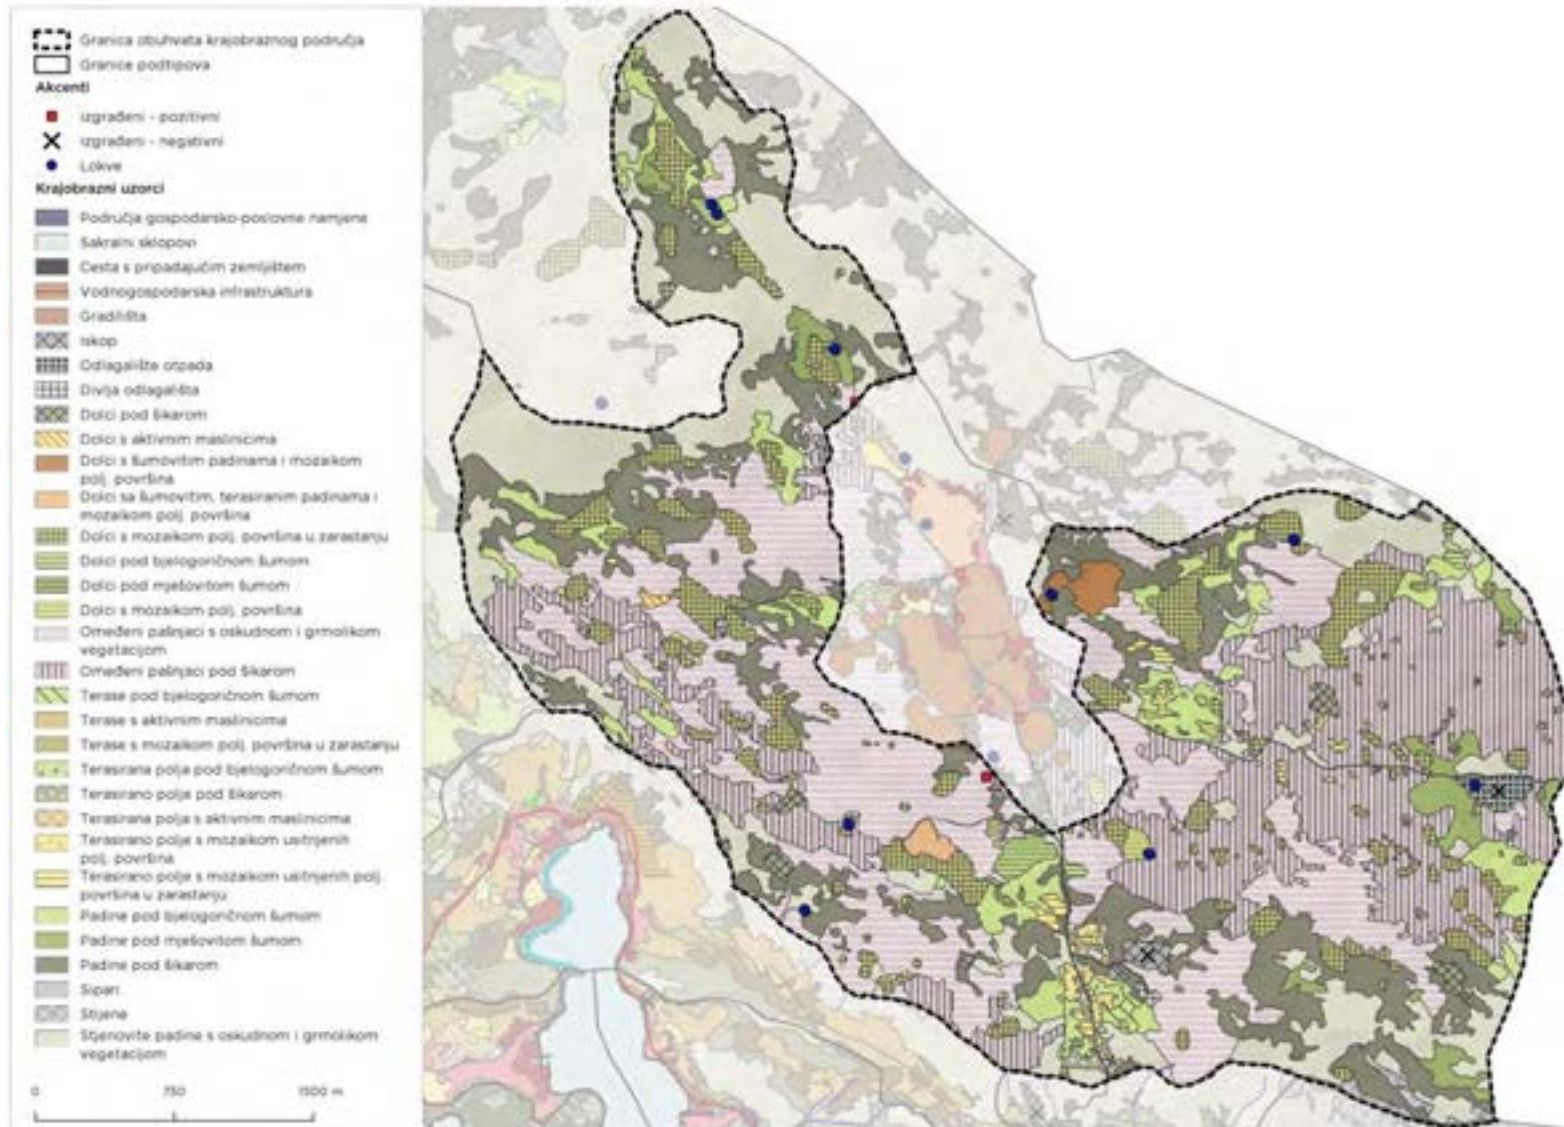 Granica obuhvata krajobraznog područja
Granice podtipova
Akcenti
izgrađeni - pozitivni
izgrađeni - negativni
Lokve
Krajobrazni uzorci
Područja gospodarsko-poslovne namjene
Sakralni sklopovi
Cesta s pripadajućim zemljištem
Vodnogospodarska infrastruktura
Gradilišta
Iskop
Odlagalište otpada
Divlja odlagališta
Dolci pod šikarom
Dolci s aktivnim maslinicima
Dolci s šumovitim padinama i mozaikom
polj. površina
Dolci sa šumovitim, terasiranim padinama i
mozaikom polj. površina
Dolci s mozaikom polj. površina u zarastanju
Dolci pod bjelogoričnom šumom
Dolci pod mješovitom šumom
Dolci s mozaikom polj. površina
Omeđeni pašnjaci s oskudnom i grmolikom
vegetacijom
Omeđeni pašnjaci pod šikarom
Terase pod bjelogoričnom šumom
Terase s aktivnim maslinicima
Terase s mozaikom polj. površina u zarastanju
Terasirana polja pod bjelogoričnom šumom
Terasirano polje pod šikarom
Terasirana polja s aktivnim maslinicima
Terasirano polje s mozaikom usitnjenih
polj. površina
Terasirano polje s mozaikom usitnjenih polj.
površina u zarastanju
Padine pod bjelogoričnom šumom
Padine pod mješovitom šumom
Padine pod šikarom
Sipari
Stijene
Stjenovite padine s oskudnom i grmolikom
vegetacijom
0 750 1500 m